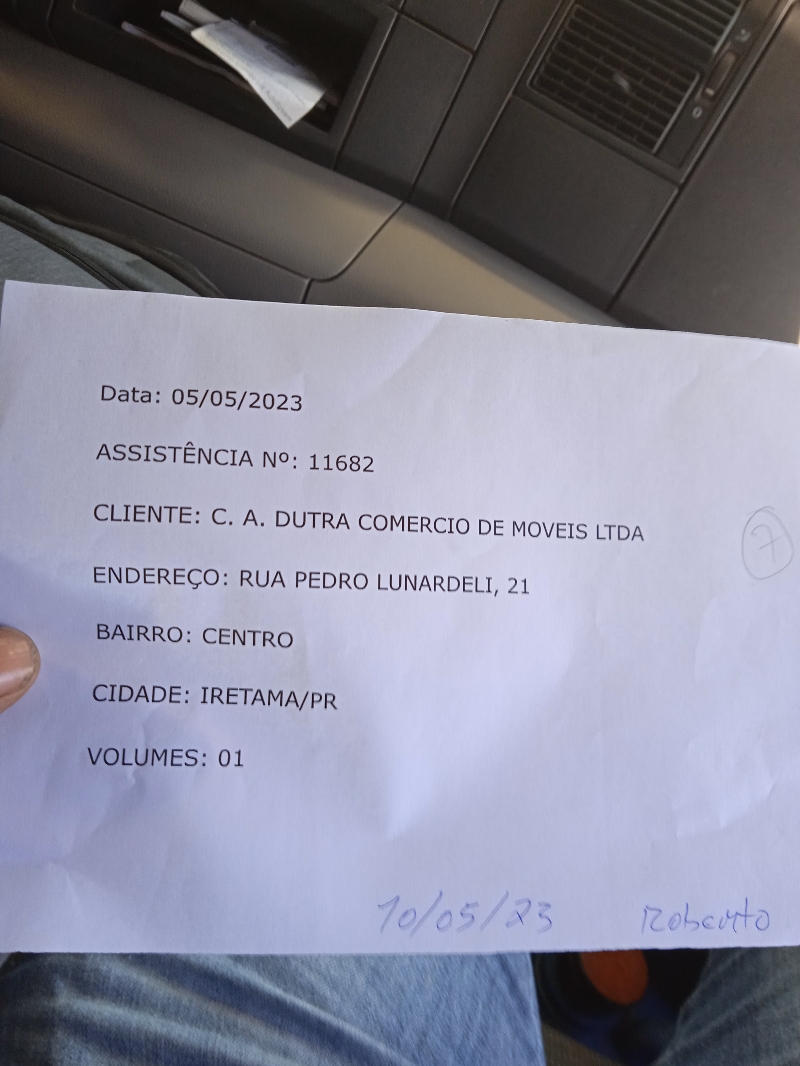 Data: 05/05/2023
ASSISTÊNCIA Nº: 11682
CLIENTE: C. A. DUTRA COMERCIO DE MOVEIS LTDA
7
ENDEREÇO: RUA PEDRO LUNARDELI, 21
BAIRRO: CENTRO
CIDADE: IRETAMA/PR
VOLUMES: 01
10/05/23 Roberto